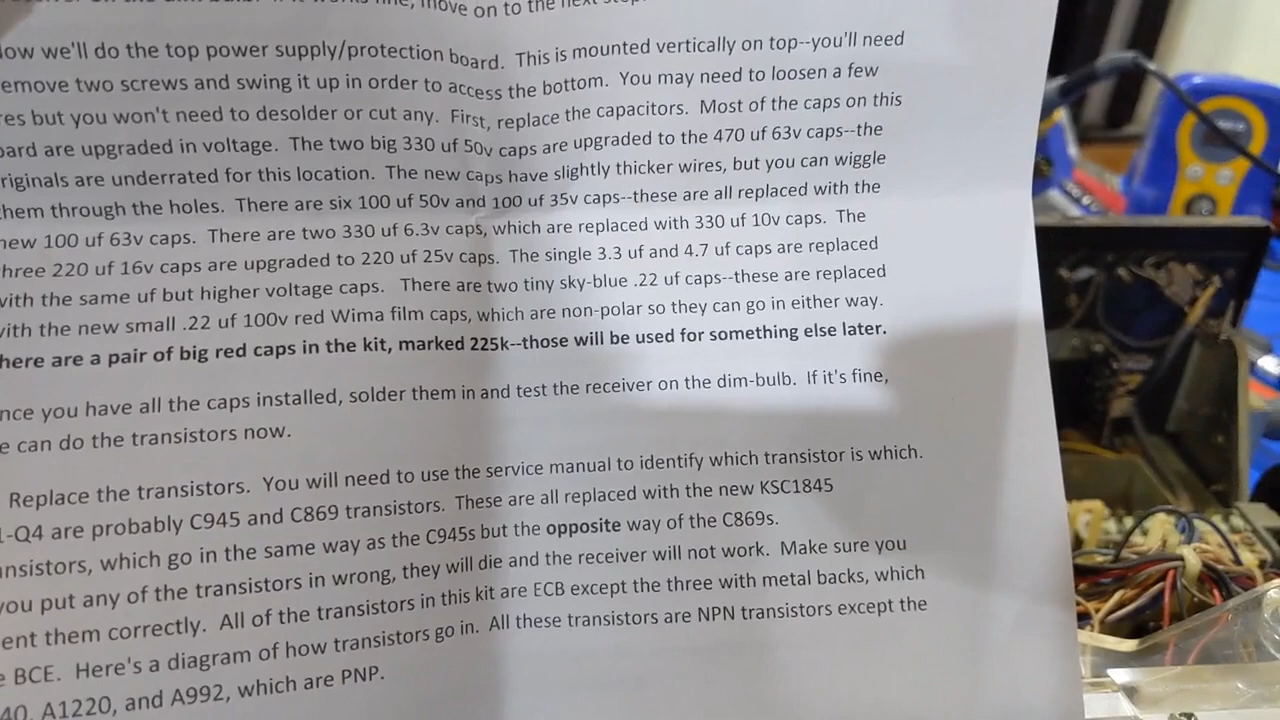 move on to the next
ow we'll do the top power supply/protection board. This is mounted vertically on top--you'll need
emove two screws and swing it up in order to access the bottom. You may need to loosen a few
res but you won't need to desolder or cut any. First, replace the capacitors. Most of the caps on this
oard are upgraded in voltage. The two big 330 uf 50v caps are upgraded to the 470 uf 63v caps--the
riginals are underrated for this location. The new caps have slightly thicker wires, but you can wiggle
hem through the holes. There are six 100 uf 50v and 100 uf 35v caps--these are all replaced with the
new 100 uf 63v caps. There are two 330 uf 6.3v caps, which are replaced with 330 uf 10v caps. The
hree 220 uf 16v caps are upgraded to 220 uf 25v caps. The single 3.3 uf and 4.7 uf caps are replaced
with the same uf but higher voltage caps. There are two tiny sky-blue .22 uf caps--these are replaced
with the new small .22 uf 100v red Wima film caps, which are non-polar so they can go in either way.
here are a pair of big red caps in the kit, marked 225k--those will be used for something else later.
nce you have all the caps installed, solder them in and test the receiver on the dim-bulb. If it's fine,
e can do the transistors now.
Replace the transistors. You will need to use the service manual to identify which transistor is which.
1-Q4 are probably C945 and C869 transistors. These are all replaced with the new KSC1845
ansistors, which go in the same way as the C945s but the opposite way of the C869s.
you put any of the transistors in wrong, they will die and the receiver will not work. Make sure you
ent them correctly. All of the transistors in this kit are ECB except the three with metal backs, which
e BCE. Here's a diagram of how transistors go in. All these transistors are NPN transistors except the
40, A1220, and A992, which are PNP.